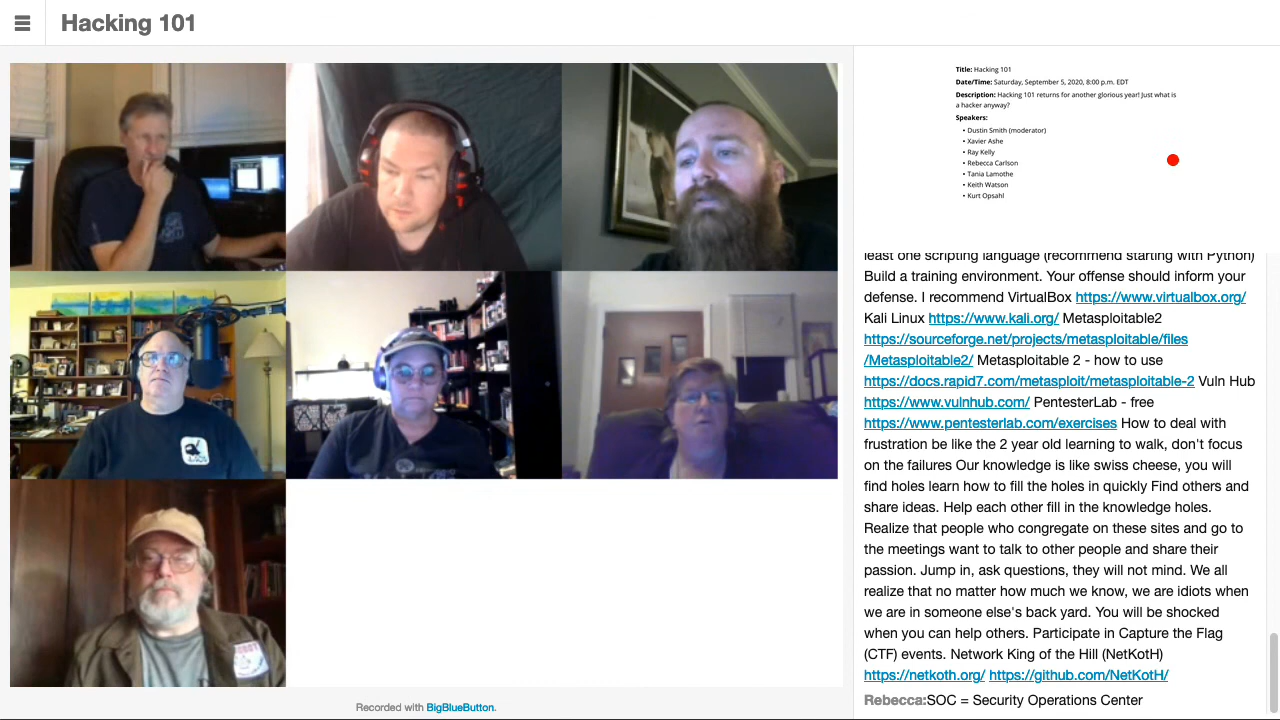 Hacking 101
Title: Hacking 101
Date/Time: Saturday, September 5, 2020, 8:00 p.m. EDT
Description: Hacking 101 returns for another glorious year! Just what is
a hacker anyway?
Speakers:
• Dustin Smith (moderator)
• Xavier Ashe
• Ray Kelly
• Rebecca Carlson
• Tania Lamothe
• Keith Watson
• Kurt Opsahl
least one scripting language (recommend starting with Python)
Build a training environment. Your offense should inform your
defense. I recommend VirtualBox https://www.virtualbox.org/
Kali Linux https://www.kali.org/ Metasploitable2
https://sourceforge.net/projects/metasploitable/files
/Metasploitable2/ Metasploitable 2 - how to use
https://docs.rapid7.com/metasploit/metasploitable-2 Vuln Hub
https://www.vulnhub.com/ PentesterLab - free
https://www.pentesterlab.com/exercises How to deal with
frustration be like the 2 year old learning to walk, don't focus
on the failures Our knowledge is like swiss cheese, you will
find holes learn how to fill the holes in quickly Find others and
share ideas. Help each other fill in the knowledge holes.
Realize that people who congregate on these sites and go to
the meetings want to talk to other people and share their
passion. Jump in, ask questions, they will not mind. We all
realize that no matter how much we know, we are idiots when
we are in someone else's back yard. You will be shocked
when you can help others. Participate in Capture the Flag
(CTF) events. Network King of the Hill (NetKotH)
https://netkoth.org/ https://github.com/NetKotH/
Rebecca:SOC = Security Operations Center
Recorded with BigBlueButton.